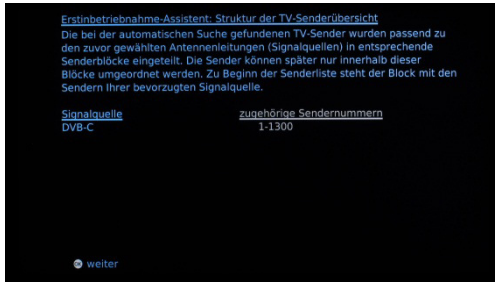 Erstinbetriebnahme-Assistent: Struktur der TV-Senderübersicht
Die bei der automatischen Suche gefundenen TV-Sender wurden passend zu
den zuvor gewählten Antennenleitungen (Signalquellen) in entsprechende
Senderblöcke eingeteilt. Die Sender können später nur innerhalb dieser
Blöcke umgeordnet werden. Zu Beginn der Senderliste steht der Block mit den
Sendern Ihrer bevorzugten Signalquelle.
Signalquelle zugehörige Sendernummern
DVB-C 1-1300
OK weiter